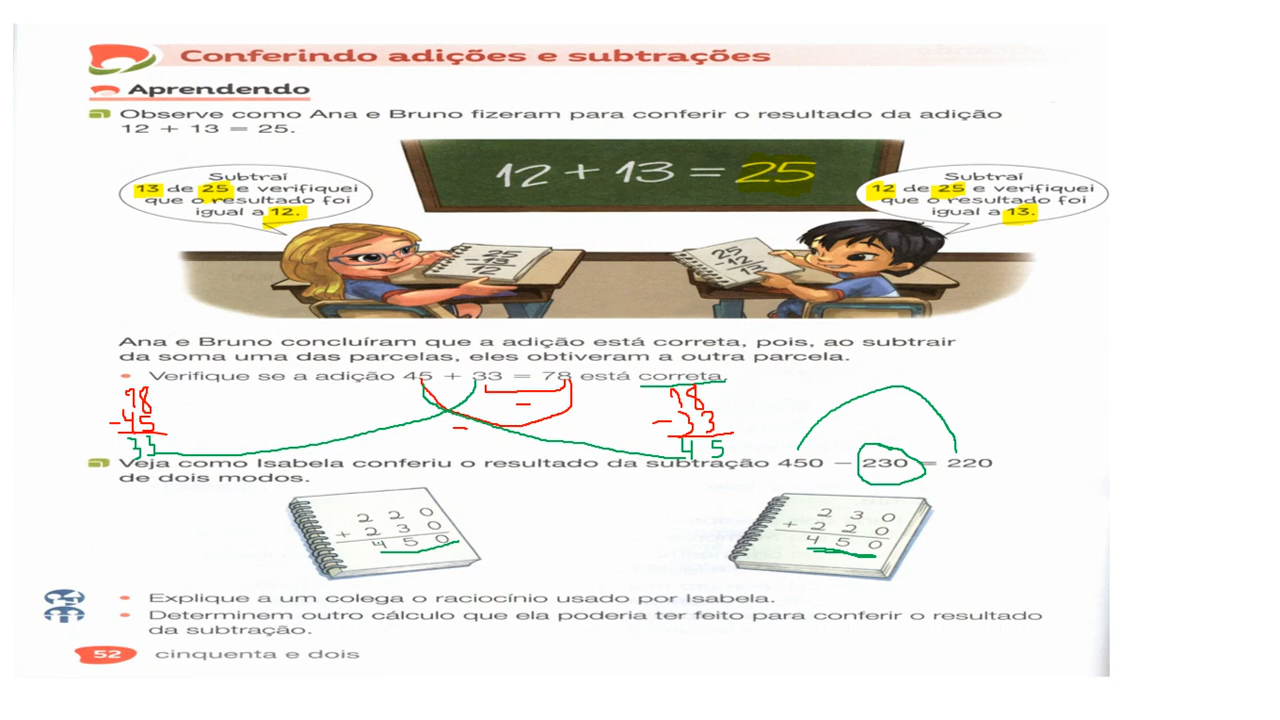 Conferindo adições e subtrações
Aprendendo
Observe como Ana e Bruno fizeram para conferir o resultado da adição
12 + 13 = 25.
12 + 13 = 25
Subtraí
13 de 25 e verifiquei
que o resultado foi
igual a 12.
Subtraí
12 de 25 e verifiquei
que o resultado foi
igual a 13.
25
- 13
12
25
- 12
Ana e Bruno concluíram que a adição está correta, pois, ao subtrair
da soma uma das parcelas, eles obtiveram a outra parcela.
• Verifique se a adição 45 + 33 = 78 está correta.
78
-45
33
-
-
78
-33
45
Veja como Isabela conferiu o resultado da subtração 450 − 230 = 220
de dois modos.
220
+ 230
450
230
+ 220
450
• Explique a um colega o raciocínio usado por Isabela.
• Determinem outro cálculo que ela poderia ter feito para conferir o resultado
da subtração.
52 cinquenta e dois